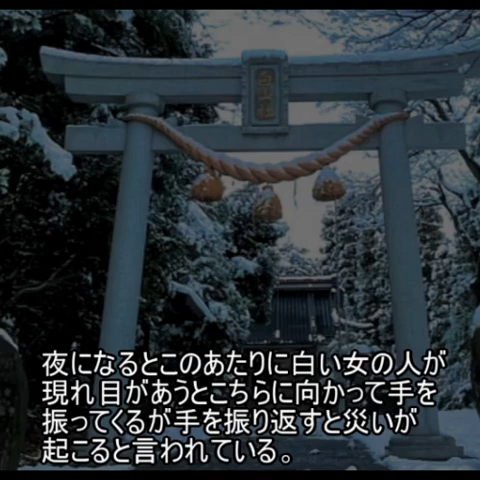 夜になるとこのあたりに白い女の人が
現れ目があうとこちらに向かって手を
振ってくるが手を振り返すと災いが
起こると言われている。